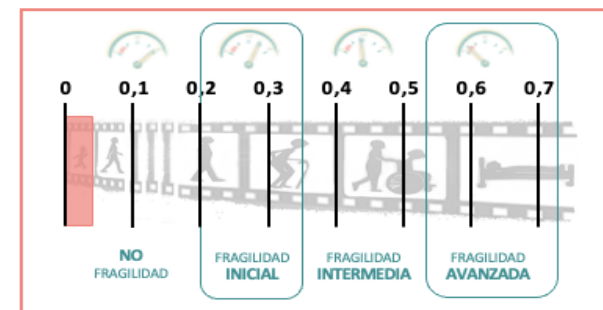 0 0,1 0,2 0,3 0,4 0,5 0,6 0,7
NO
FRAGILIDAD
FRAGILIDAD
INICIAL
FRAGILIDAD
INTERMEDIA
FRAGILIDAD
AVANZADA